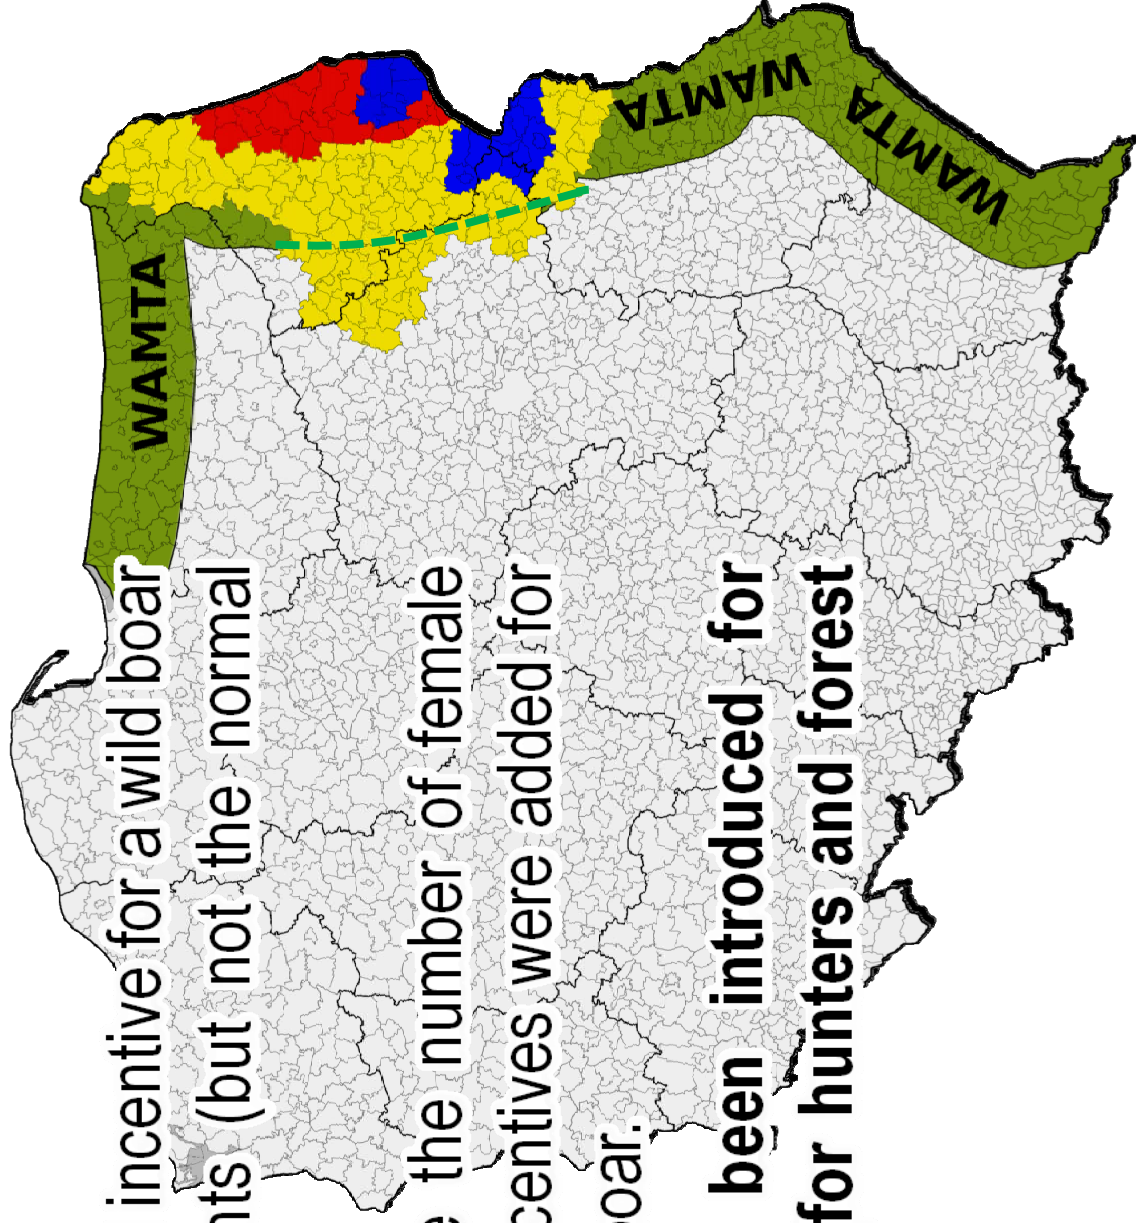 WAMTA
WAMTA
WAMTA
incentive for a wild boar
nts (but not the normal
e the number of female
centives were added for
oar.
been introduced for
for hunters and forest